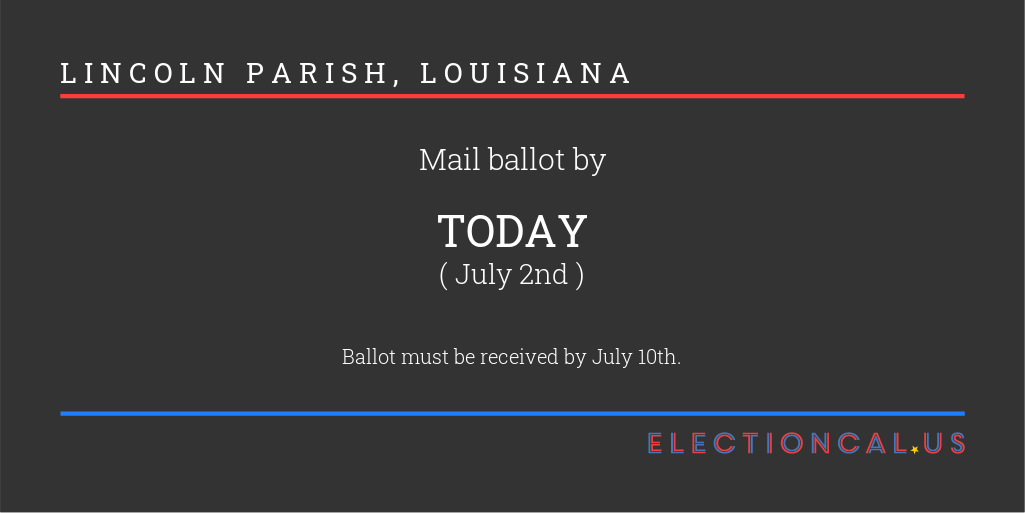 LINCOLN PARISH, LOUISIANA
Mail ballot by
TODAY
( July 2nd )
Ballot must be received by July 10th.
ELECTIONCAL.US